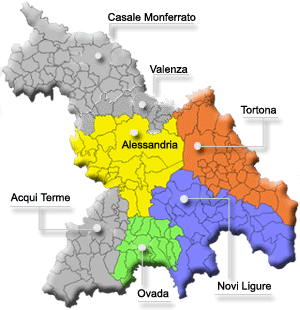 Casale Monferrato
Valenza
Tortona
Alessandria
Acqui Terme
Ovada
Novi Ligure